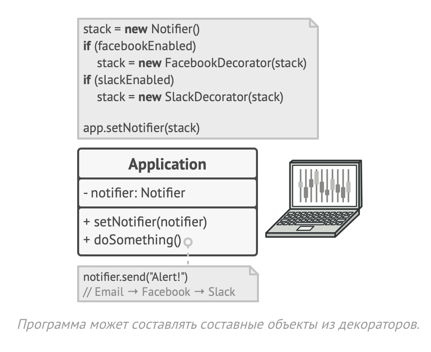 stack = new Notifier()
if (facebookEnabled)
stack = new FacebookDecorator(stack)
if (slackEnabled)
stack = new SlackDecorator(stack)
app.setNotifier(stack)
Application
- notifier: Notifier
+ setNotifier(notifier)
+ doSomething()
notifier.send("Alert!")
// Email → Facebook → Slack
Программа может составлять составные объекты из декораторов.